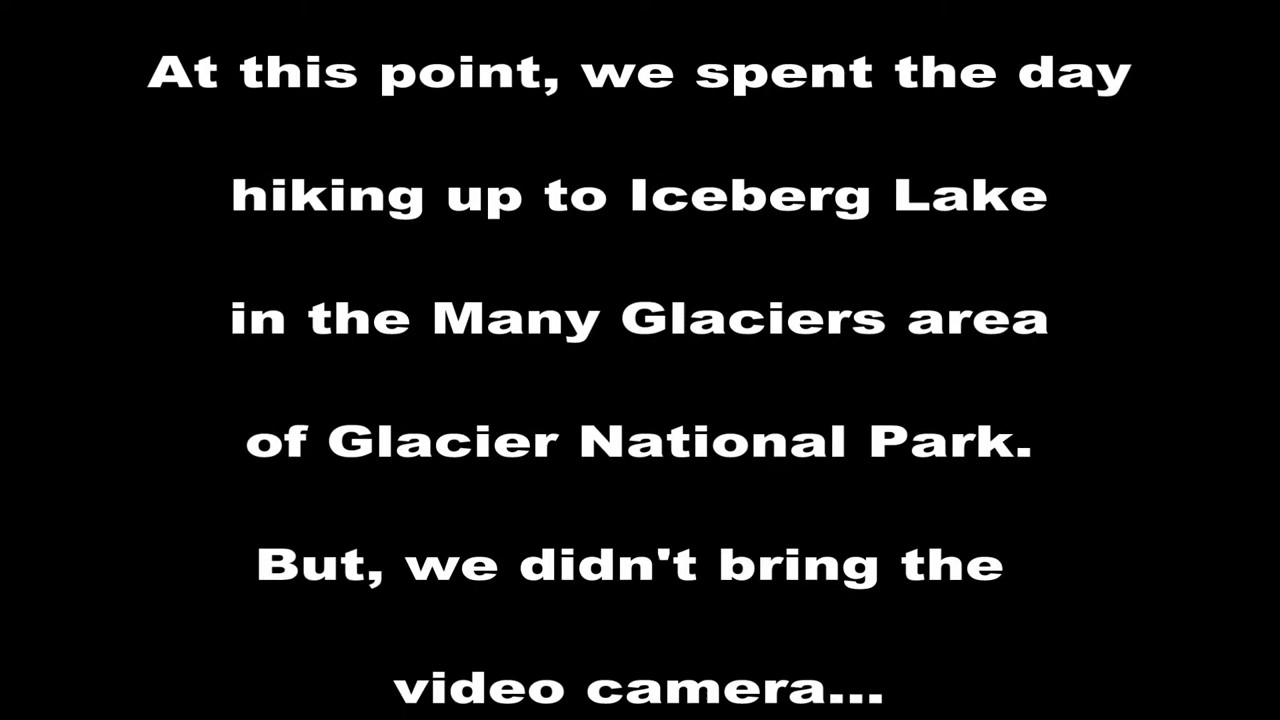 At this point, we spent the day
hiking up to Iceberg Lake
in the Many Glaciers area
of Glacier National Park.
But, we didn't bring the
video camera...